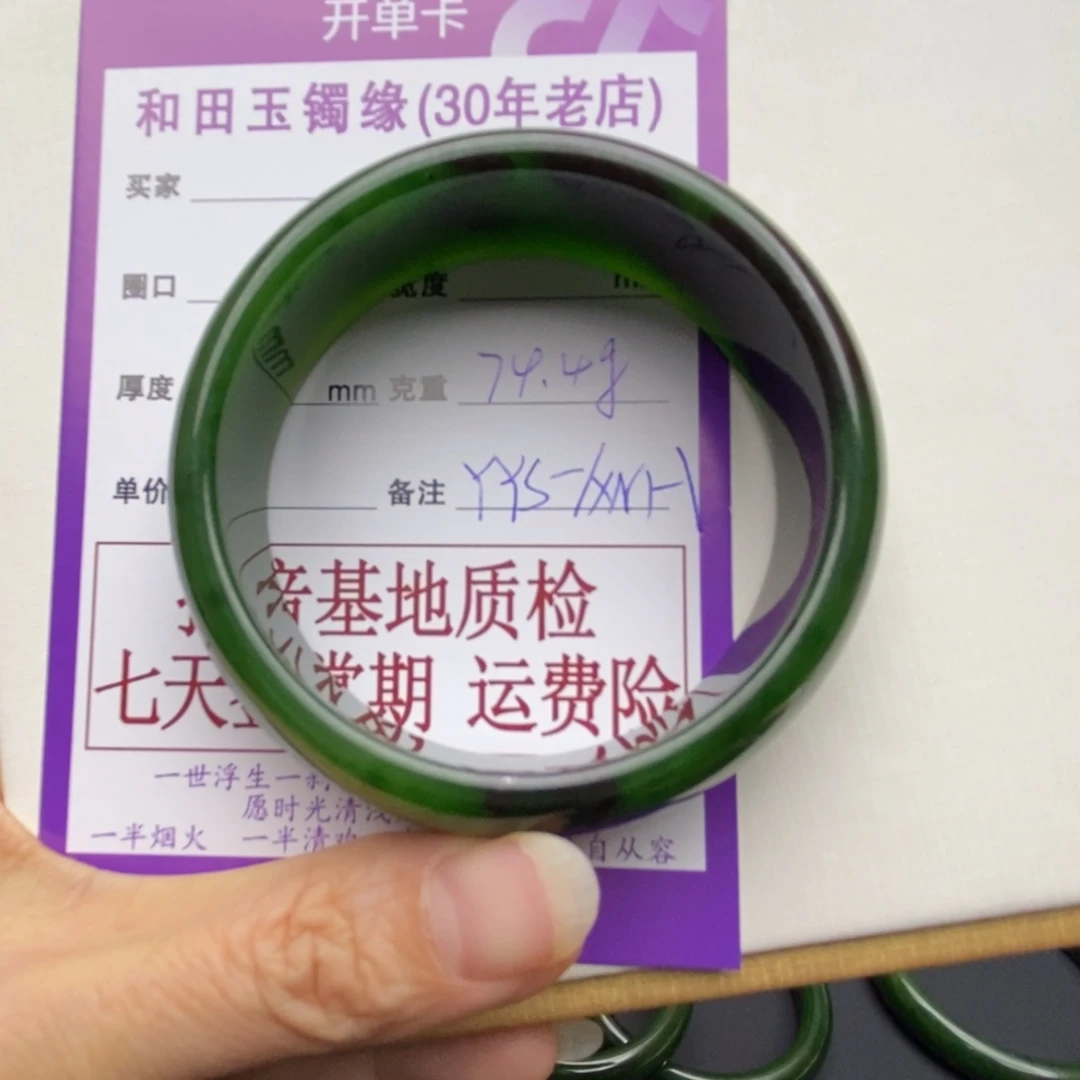 开单卡
和田玉镯缘(30年老店)
买家
圈口 宽度
厚度 mm 克重 74.4g
单价 备注
基地质检
七天 期 运费险
一世浮生一
愿时光清浅
一半烟火 一半清欢 自从容